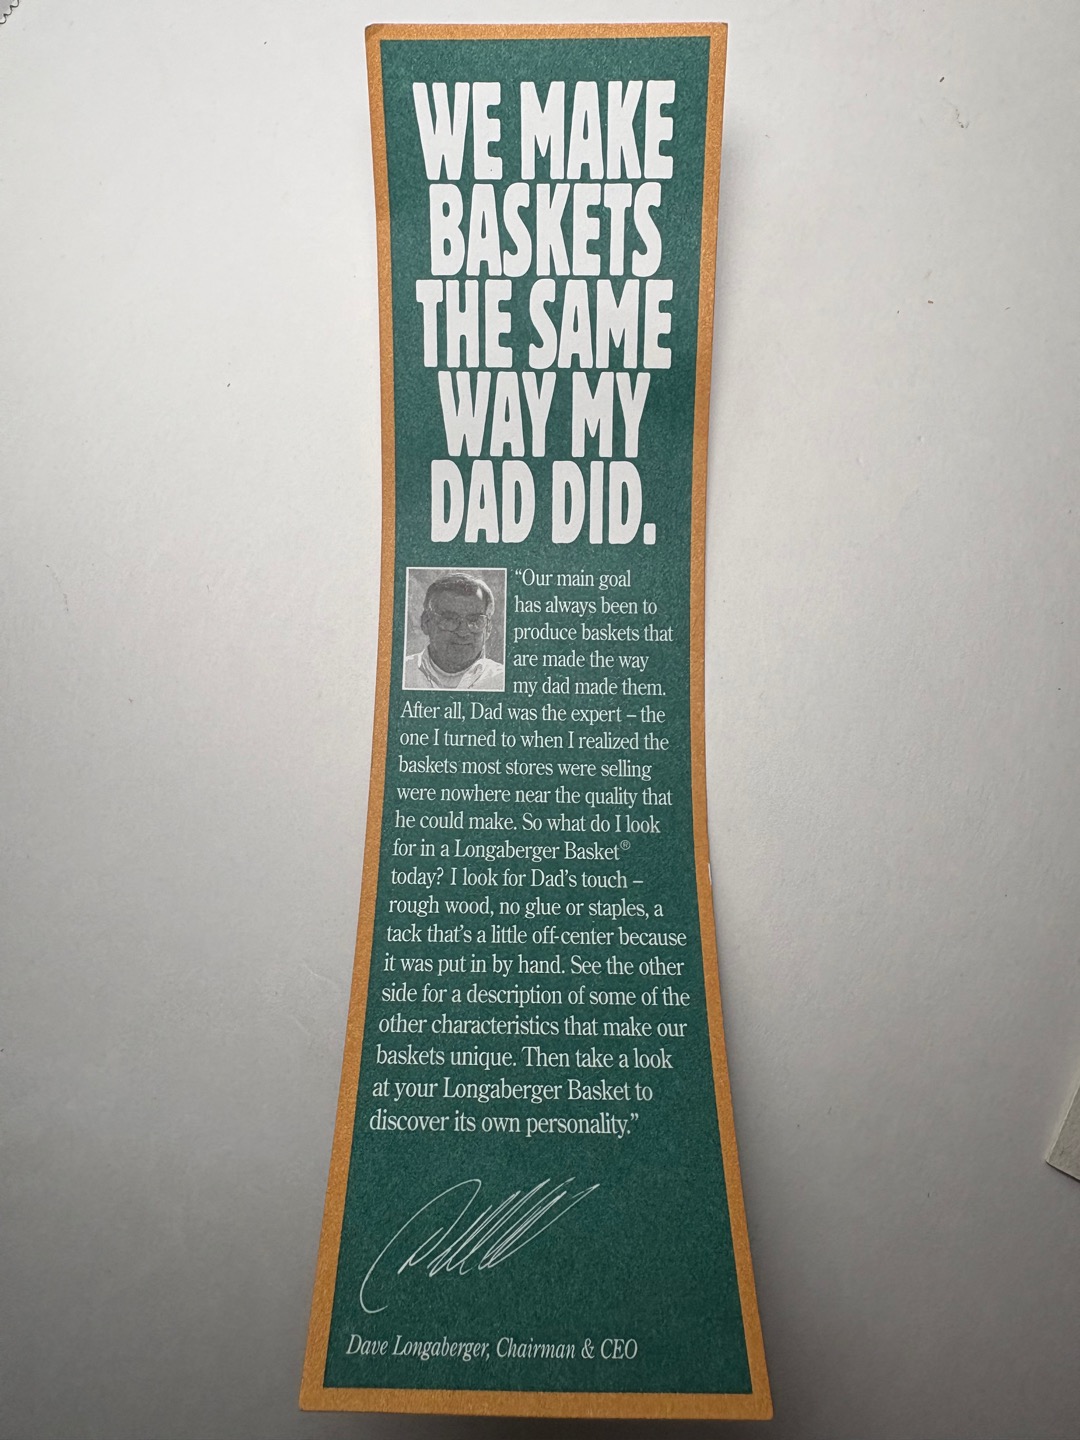 WE MAKE
BASKETS
THE SAME
WAY MY
DAD DID.
“Our main goal
has always been to
produce baskets that
are made the way
my dad made them.
After all, Dad was the expert – the
one I turned to when I realized the
baskets most stores were selling
were nowhere near the quality that
he could make. So what do I look
for in a Longaberger Basket®
today? I look for Dad’s touch –
rough wood, no glue or staples, a
tack that’s a little off-center because
it was put in by hand. See the other
side for a description of some of the
other characteristics that make our
baskets unique. Then take a look
at your Longaberger Basket to
discover its own personality.”
Dave Longaberger, Chairman & CEO